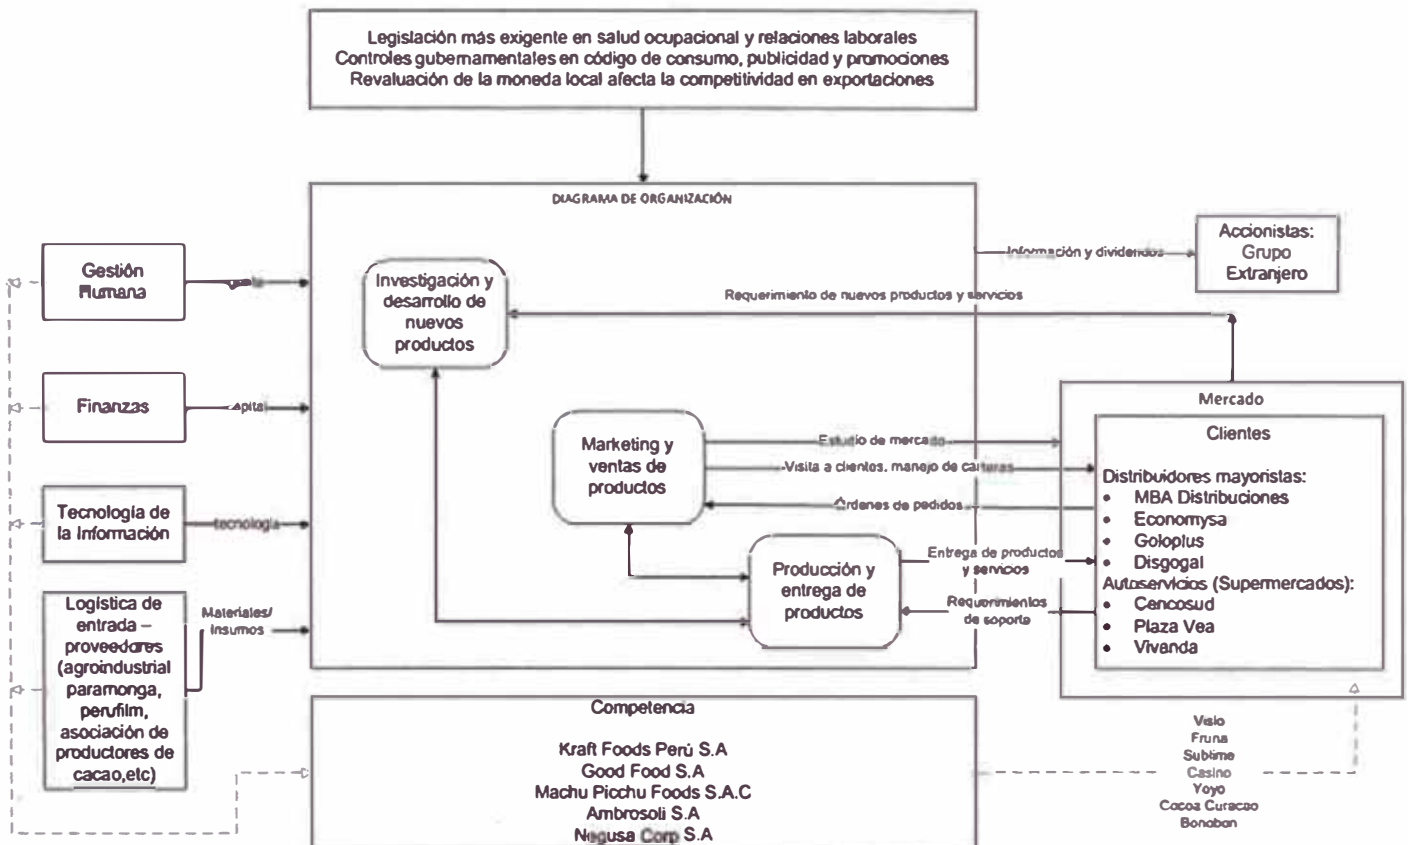 Legislación más exigente en salud ocupacional y relaciones laborales
Controles gubernamentales en código de consumo, publicidad y promociones
Revaluación de la moneda local afecta la competitividad en exportaciones
DIAGRAMA DE ORGANIZACIÓN
Gestión
Humana
Finanzas
apital
Tecnología de
la Información
tecnología
Logística de
entrada –
proveedores
(agroindustrial
paramonga,
perufilm,
asociación de
productores de
cacao,etc)
Materiales/
Insumos
Investigación y
desarrollo de
nuevos
productos
Marketing y
ventas de
productos
Producción y
entrega de
productos
Información y dividendos
Accionistas:
Grupo
Extranjero
Requerimiento de nuevos productos y servicios
Estudio de mercado
Visita a clientes, manejo de carteras
Órdenes de pedidos
Entrega de productos
y servicios
Requerimientos
de soporte
Mercado
Clientes
Distribuidores mayoristas:
• MBA Distribuciones
• Economysa
• Goloplus
• Disgogal
Autoservicios (Supermercados):
• Cencosud
• Plaza Vea
• Vivanda
Competencia
Kraft Foods Perú S.A
Good Food S.A
Machu Picchu Foods S.A.C
Ambrosoli S.A
Negusa Corp S.A
Visio
Fruna
Sublime
Casino
Yoyo
Cocoa Curacao
Bonobon